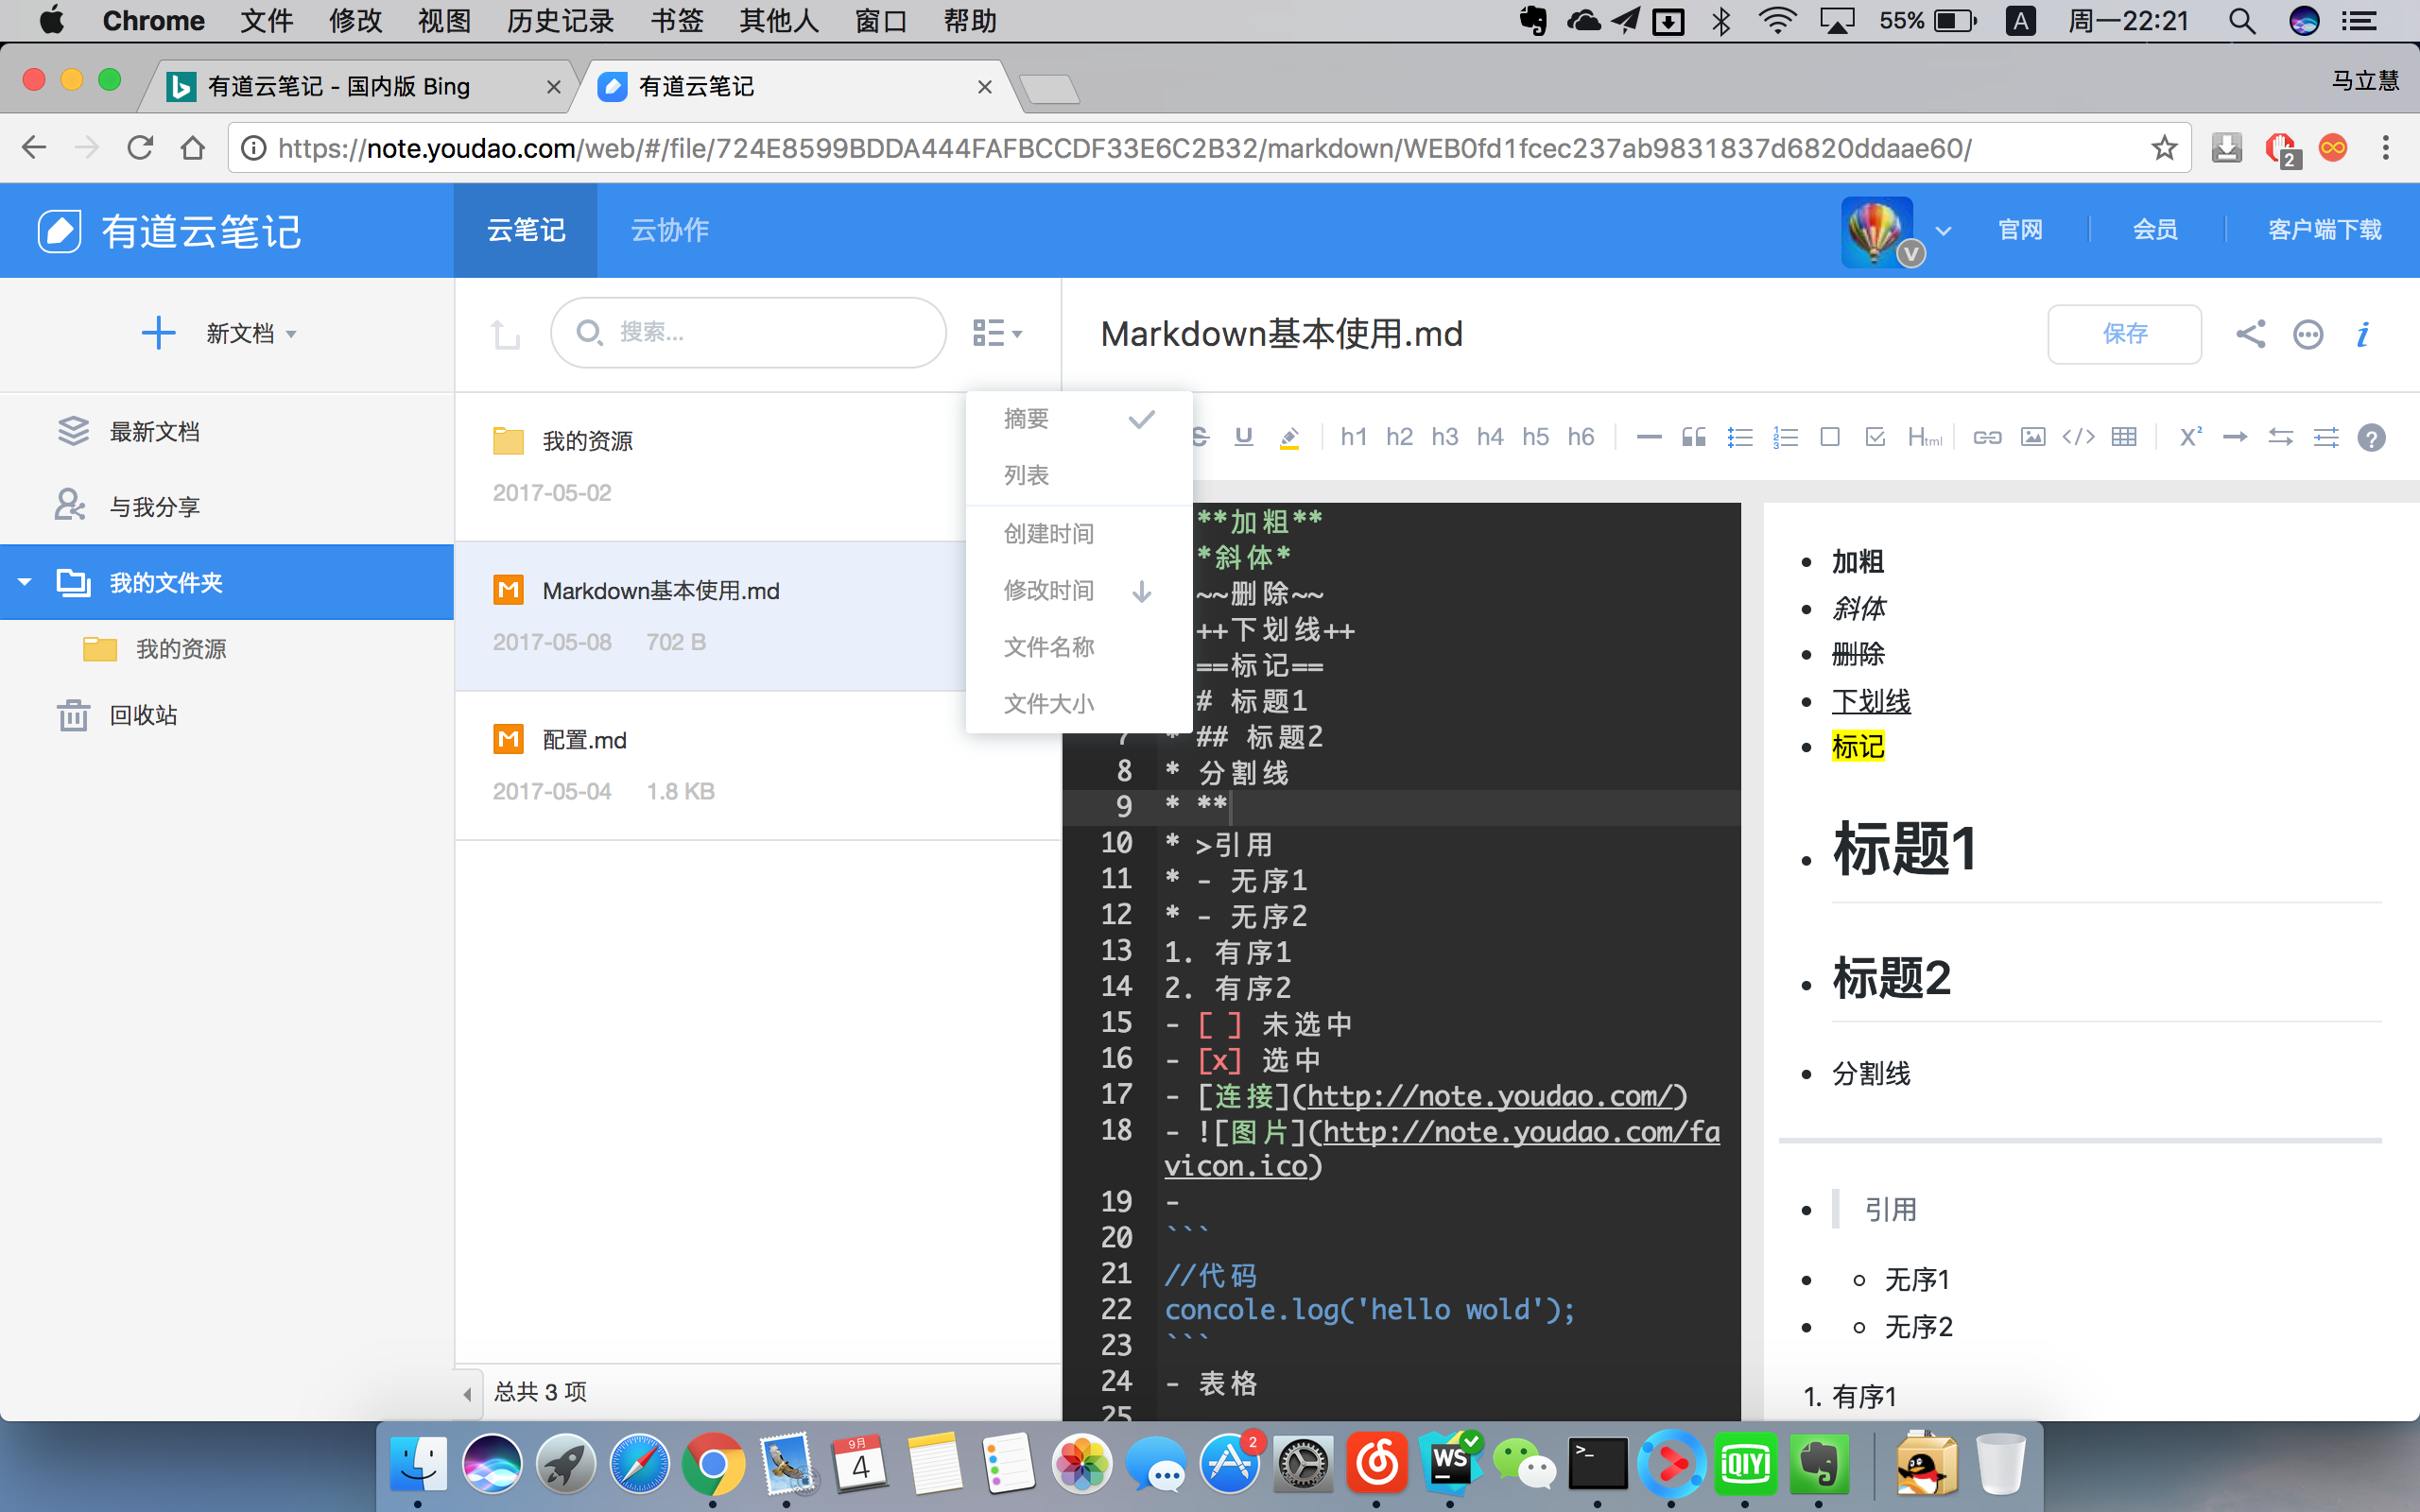 Chrome 文件 修改 视图 历史记录 书签 其他人 窗口 帮助 55% A 周一22:21
有道云笔记 - 国内版 Bing
有道云笔记
马立慧
https://note.youdao.com/web/#/file/724E8599BDDA444FAFBCCDF33E6C2B32/markdown/WEB0fd1fcec237ab9831837d6820ddaae60/
2
有道云笔记
云笔记
云协作
V
官网
会员
客户端下载
新文档
搜索...
Markdown基本使用.md
保存
最新文档
与我分享
我的文件夹
我的资源
回收站
我的资源
2017-05-02
Markdown基本使用.md
2017-05-08 702 B
配置.md
2017-05-04 1.8 KB
总共 3 项
摘要
列表
创建时间
修改时间
文件名称
文件大小
S U h1 h2 h3 h4 h5 h6 Html </> X² ?
**加粗**
*斜体*
~~删除~~
++下划线++
==标记==
# 标题1
7 * ## 标题2
8 * 分割线
9 * **
10 * >引用
11 * - 无序1
12 * - 无序2
13 1. 有序1
14 2. 有序2
15 - [ ] 未选中
16 - [x] 选中
17 - [连接](http://note.youdao.com/)
18 - ![图片](http://note.youdao.com/fa
vicon.ico)
19 -
20 ```
21 //代码
22 concole.log('hello wold');
23 ```
24 - 表格
25
加粗
斜体
删除
下划线
标记
标题1
标题2
分割线
引用
无序1
无序2
1. 有序1
9月
4
2
WS
>_
iQIYI